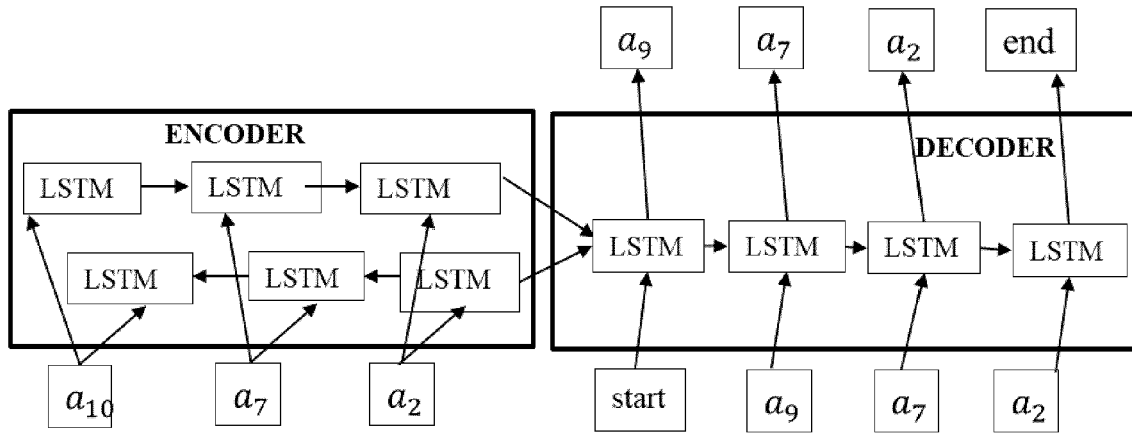 a₉ a₇ a₂ end
ENCODER
DECODER
LSTM LSTM LSTM
LSTM LSTM LSTM LSTM
LSTM LSTM LSTM
a₁₀ a₇ a₂ start a₉ a₇ a₂